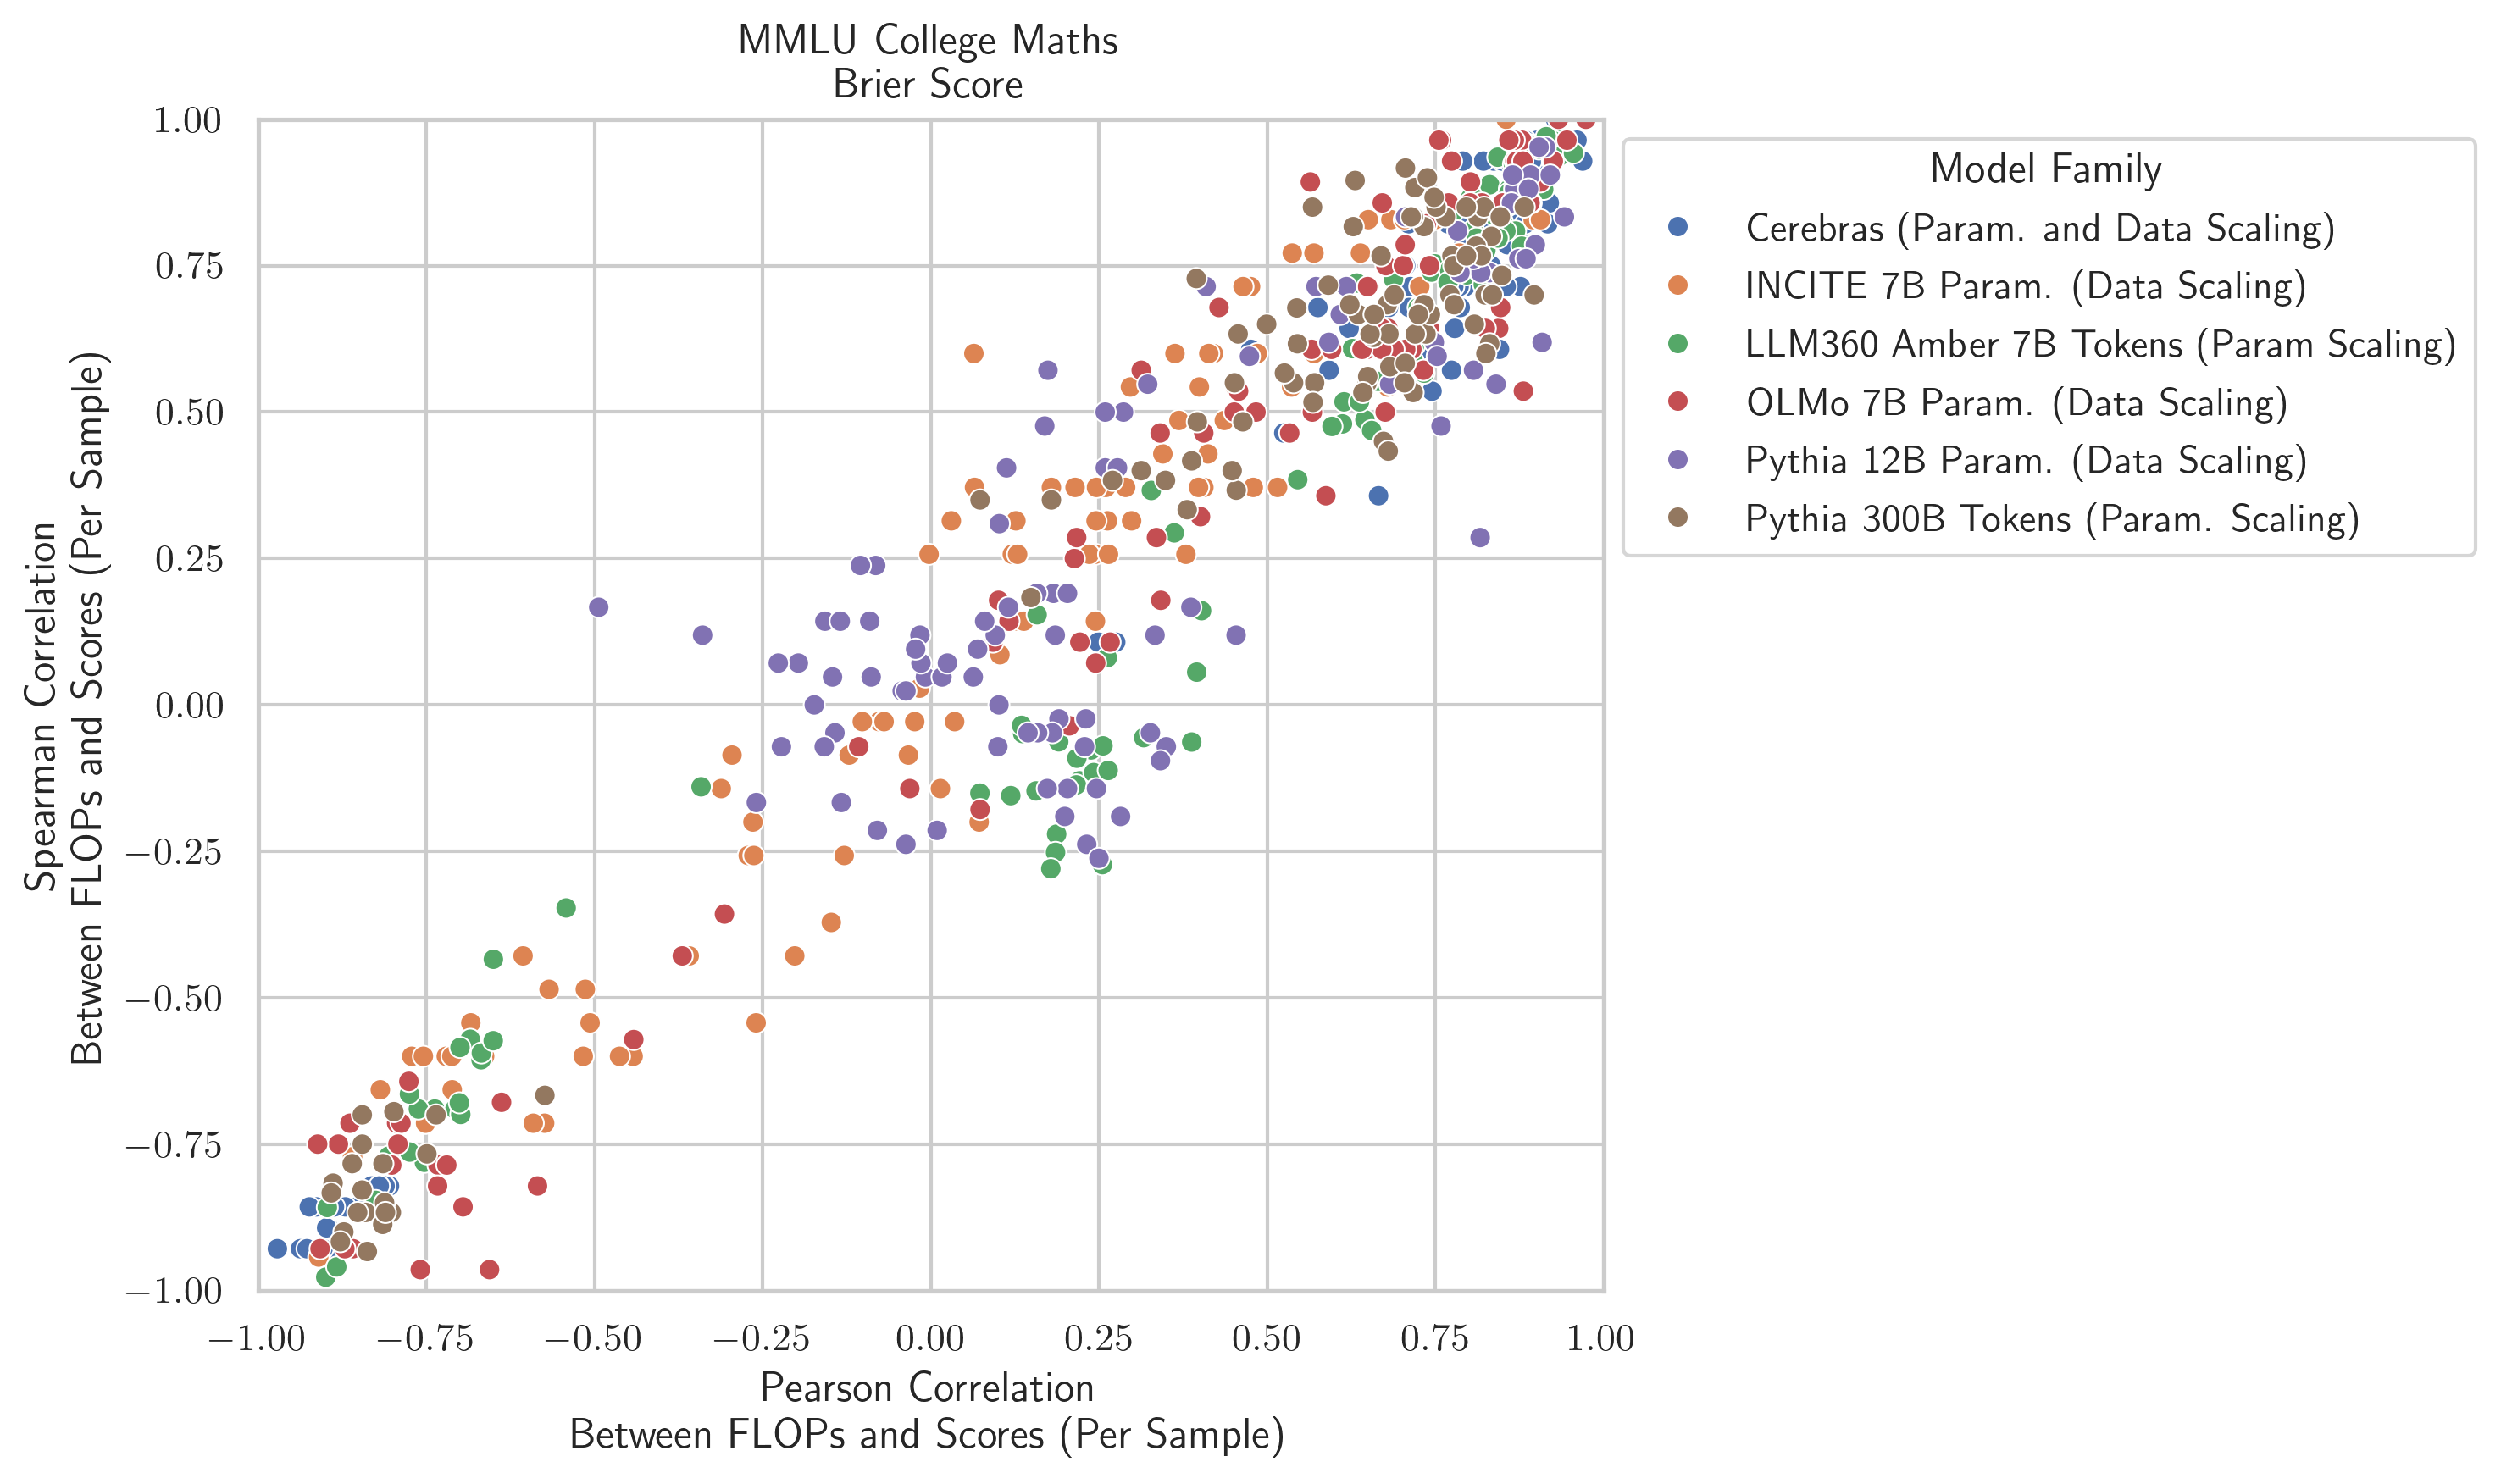 MMLU College Maths
Brier Score
1.00
0.75
0.50
0.25
0.00
−0.25
−0.50
−0.75
−1.00
Spearman Correlation
Between FLOPs and Scores (Per Sample)
−1.00 −0.75 −0.50 −0.25 0.00 0.25 0.50 0.75 1.00
Pearson Correlation
Between FLOPs and Scores (Per Sample)
Model Family
Cerebras (Param. and Data Scaling)
INCITE 7B Param. (Data Scaling)
LLM360 Amber 7B Tokens (Param Scaling)
OLMo 7B Param. (Data Scaling)
Pythia 12B Param. (Data Scaling)
Pythia 300B Tokens (Param. Scaling)